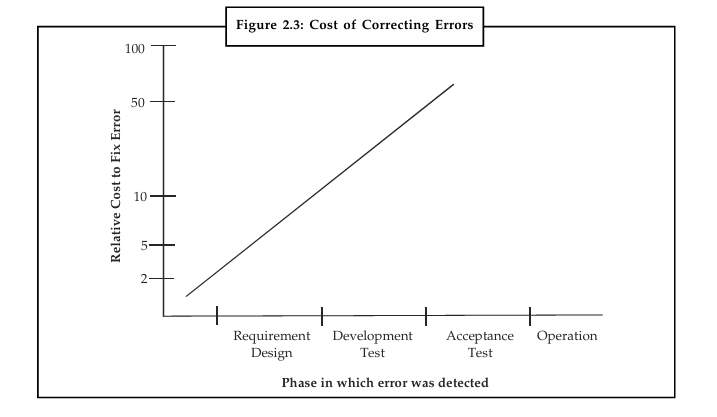 Figure 2.3: Cost of Correcting Errors
100
50
10
5
2
Relative Cost to Fix Error
Requirement Design
Development Test
Acceptance Test
Operation
Phase in which error was detected